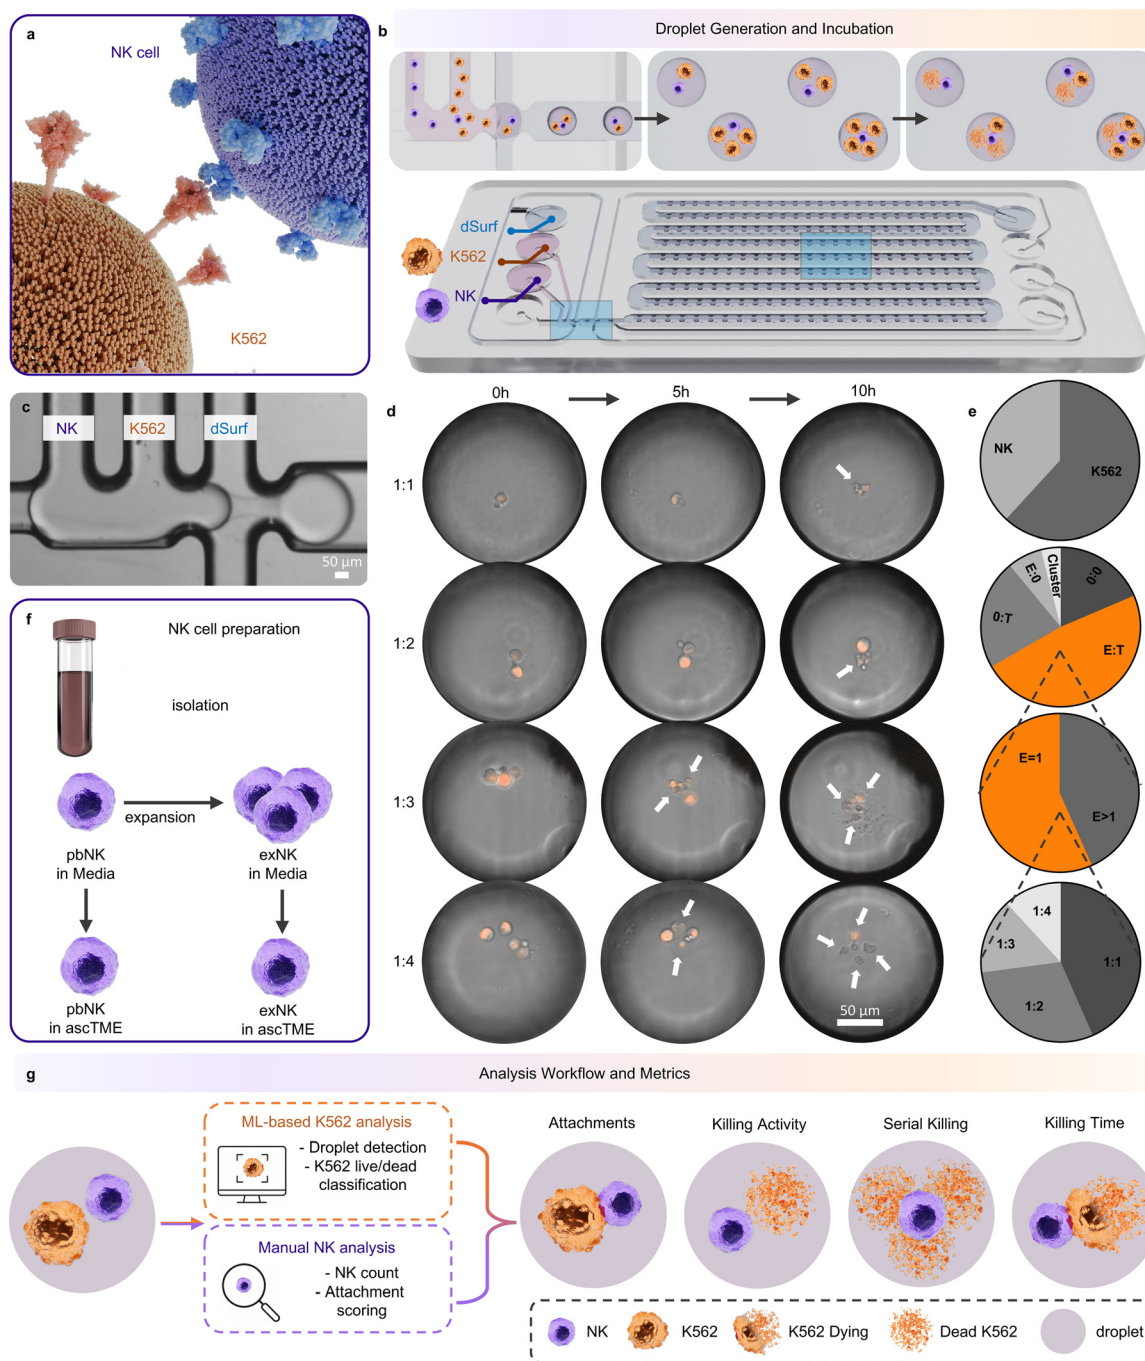 a
NK cell
K562
b
Droplet Generation and Incubation
dSurf
K562
NK
c
NK
K562
dSurf
50 µm
d
0h
5h
10h
1:1
1:2
1:3
1:4
50 µm
e
NK
K562
0:0
E:T
0:T
E:0
Cluster
E=1
E>1
1:1
1:2
1:3
1:4
f
NK cell preparation
isolation
expansion
pbNK
in Media
exNK
in Media
pbNK
in ascTME
exNK
in ascTME
g
Analysis Workflow and Metrics
ML-based K562 analysis
- Droplet detection
- K562 live/dead
classification
Manual NK analysis
- NK count
- Attachment
scoring
Attachments
Killing Activity
Serial Killing
Killing Time
NK
K562
K562 Dying
Dead K562
droplet